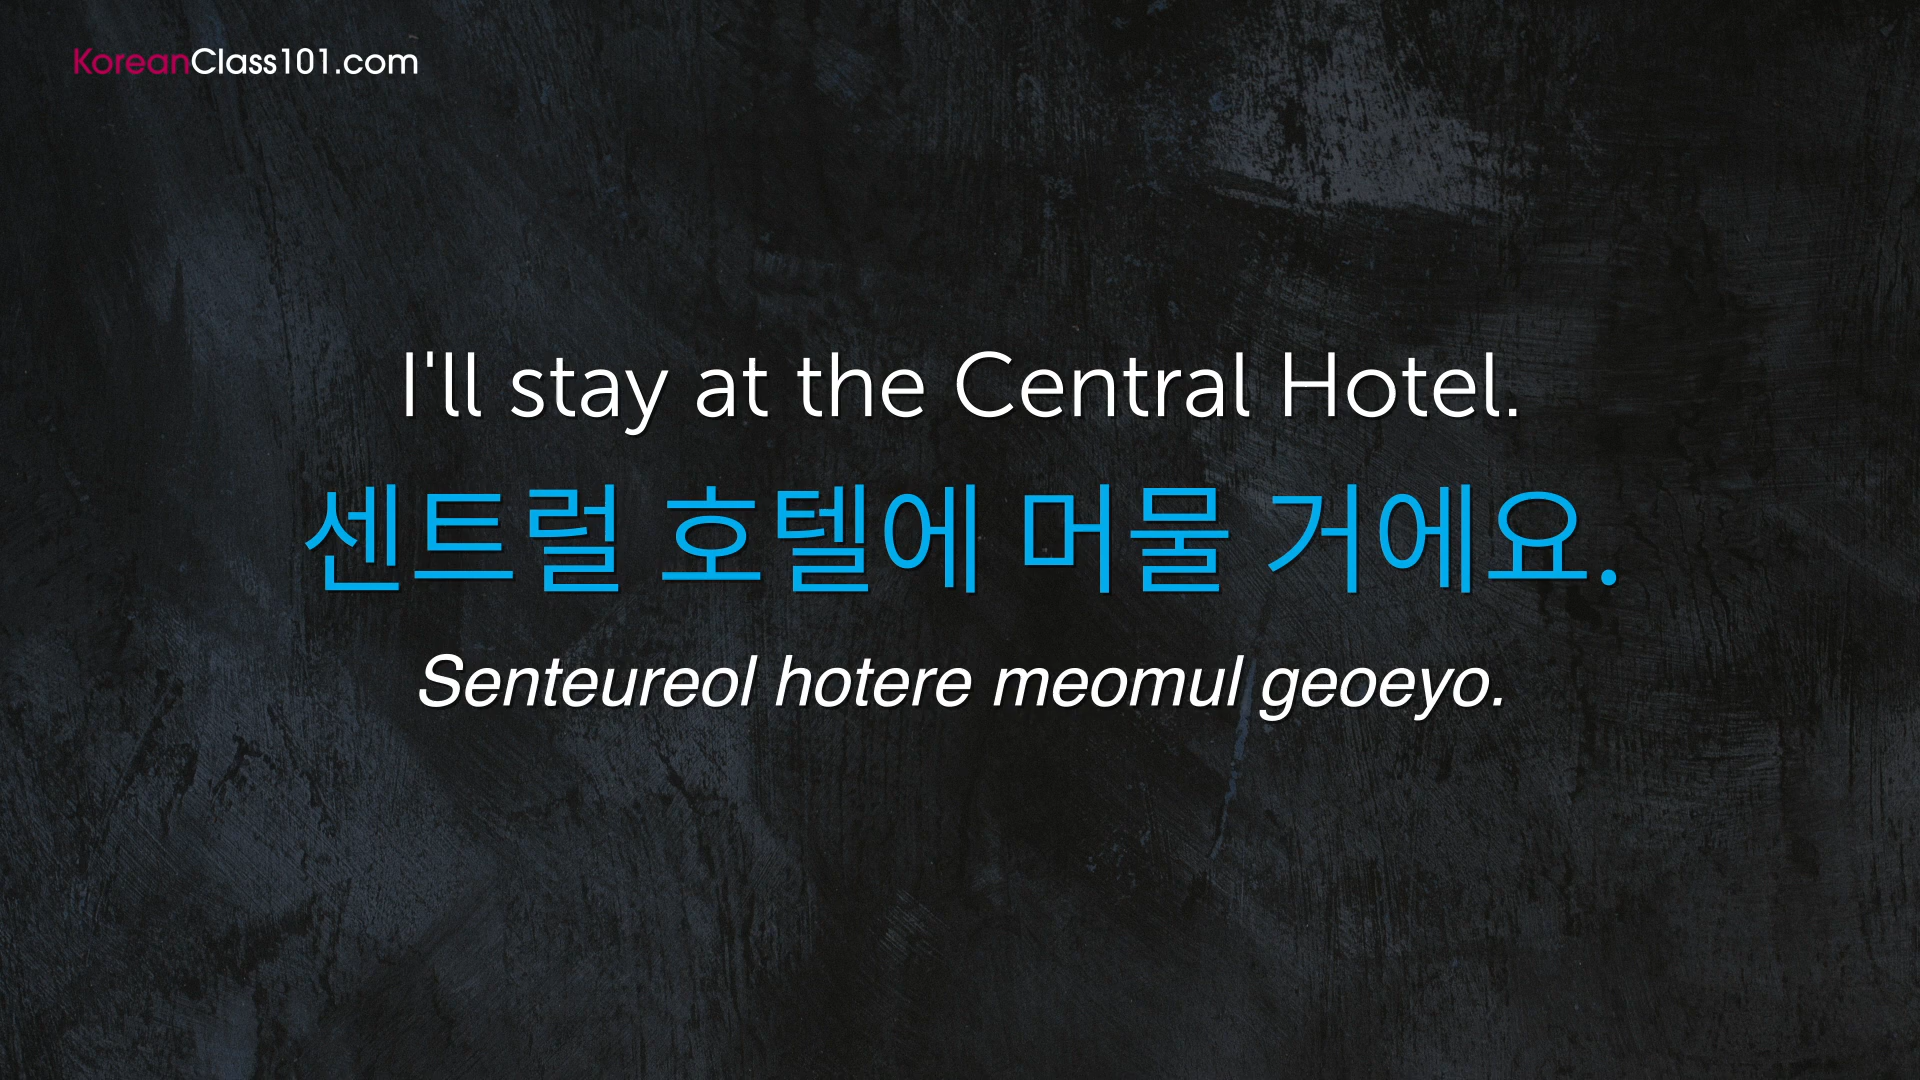 KoreanClass101.com
I'll stay at the Central Hotel.
센트럴 호텔에 머물 거에요.
Senteureol hotere meomul geoeyo.